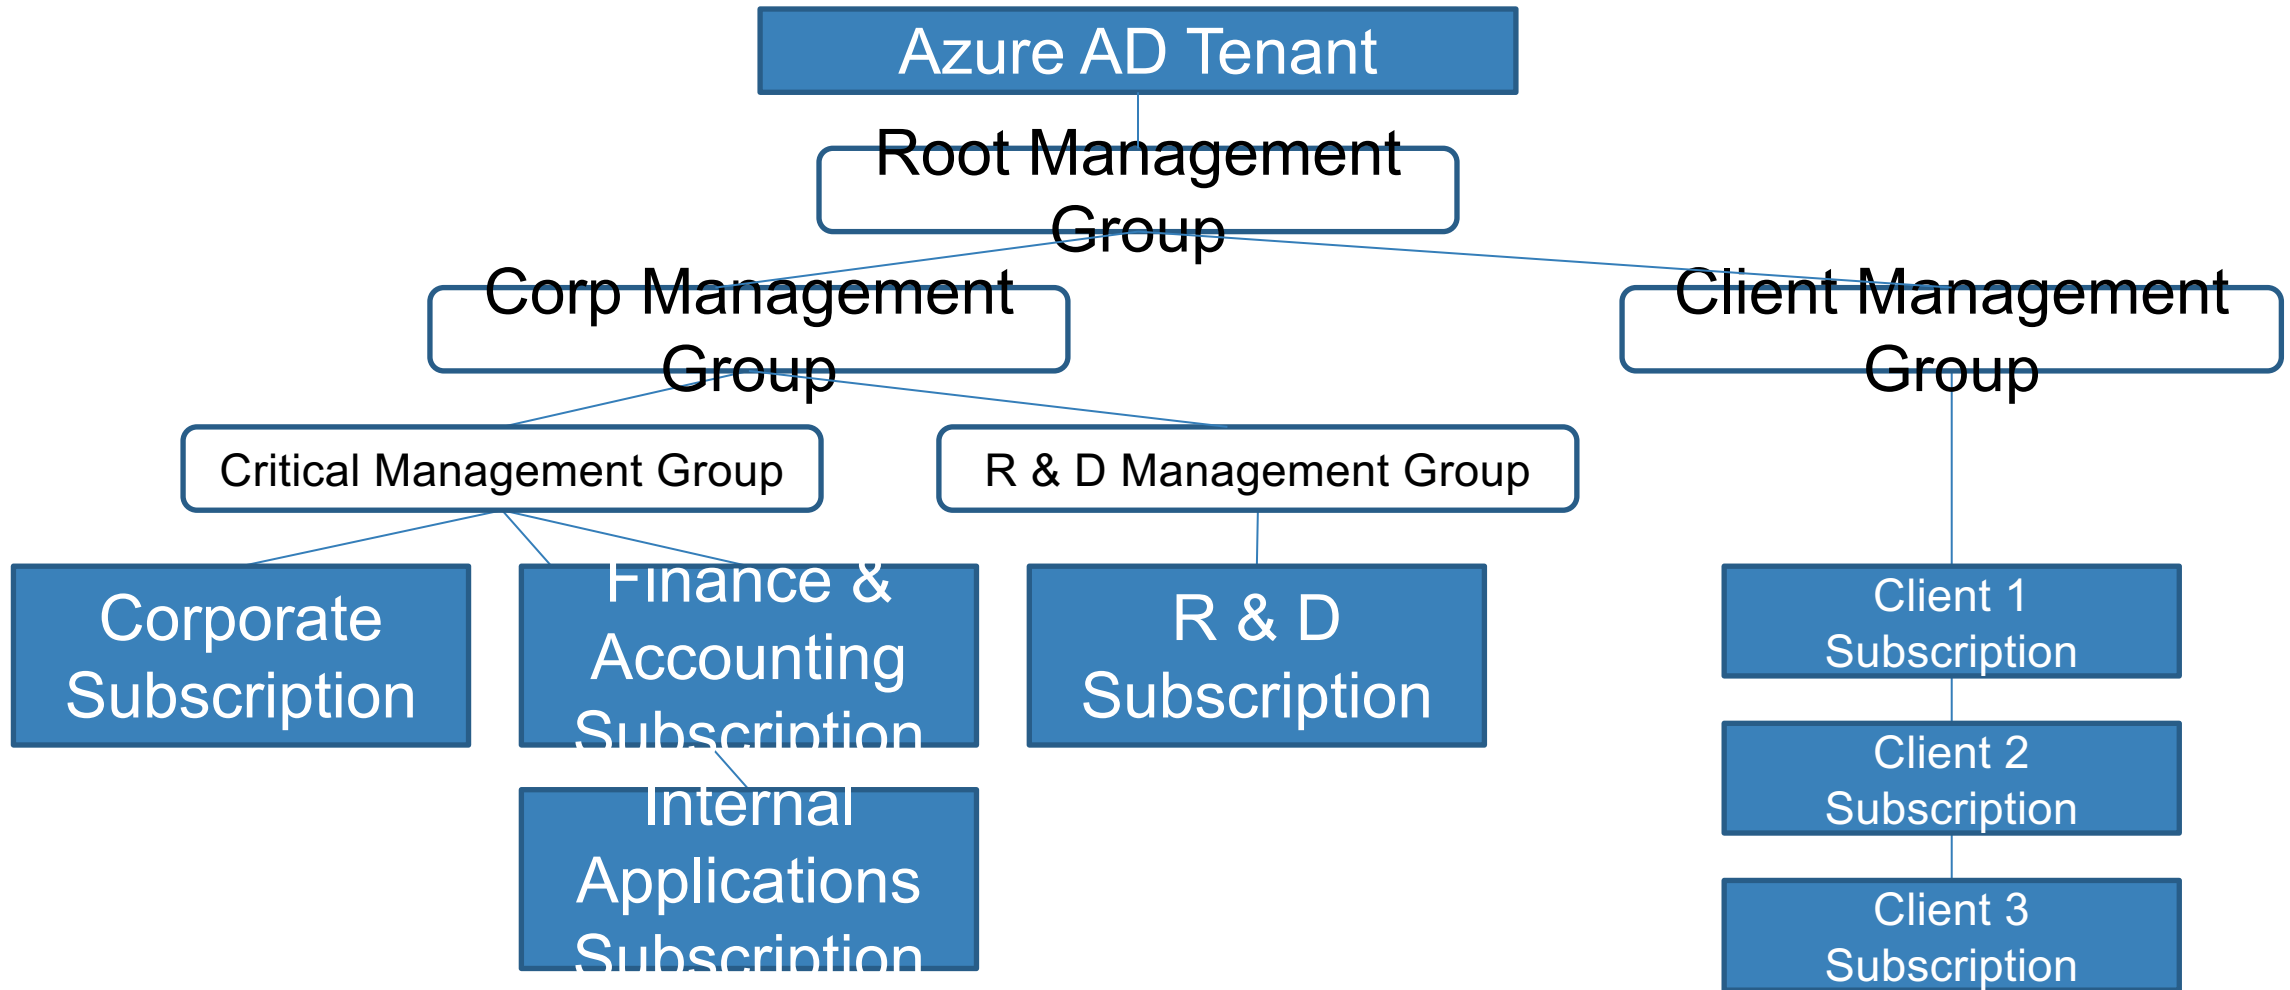 Azure AD Tenant
Root Management
Group
Corp Management
Group
Client Management
Group
Critical Management Group
R & D Management Group
Corporate
Subscription
Finance &
Accounting
Subscription
R & D
Subscription
Client 1
Subscription
Client 2
Subscription
Internal
Applications
Subscription
Client 3
Subscription